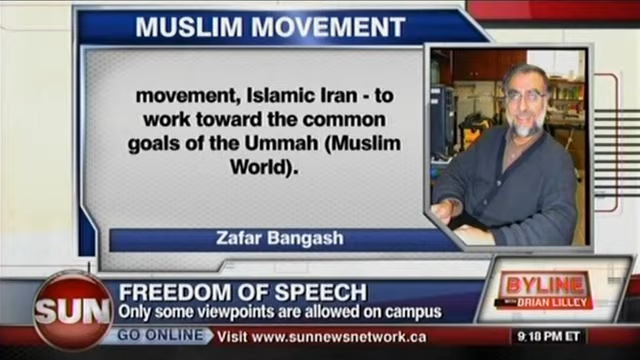 MUSLIM MOVEMENT
movement, Islamic Iran - to
work toward the common
goals of the Ummah (Muslim
World).
Zafar Bangash
BYLINE
WITH BRIAN LILLEY
FREEDOM OF SPEECH
Only some viewpoints are allowed on campus
SUN
GO ONLINE Visit www.sunnewsnetwork.ca
9:18 PM ET